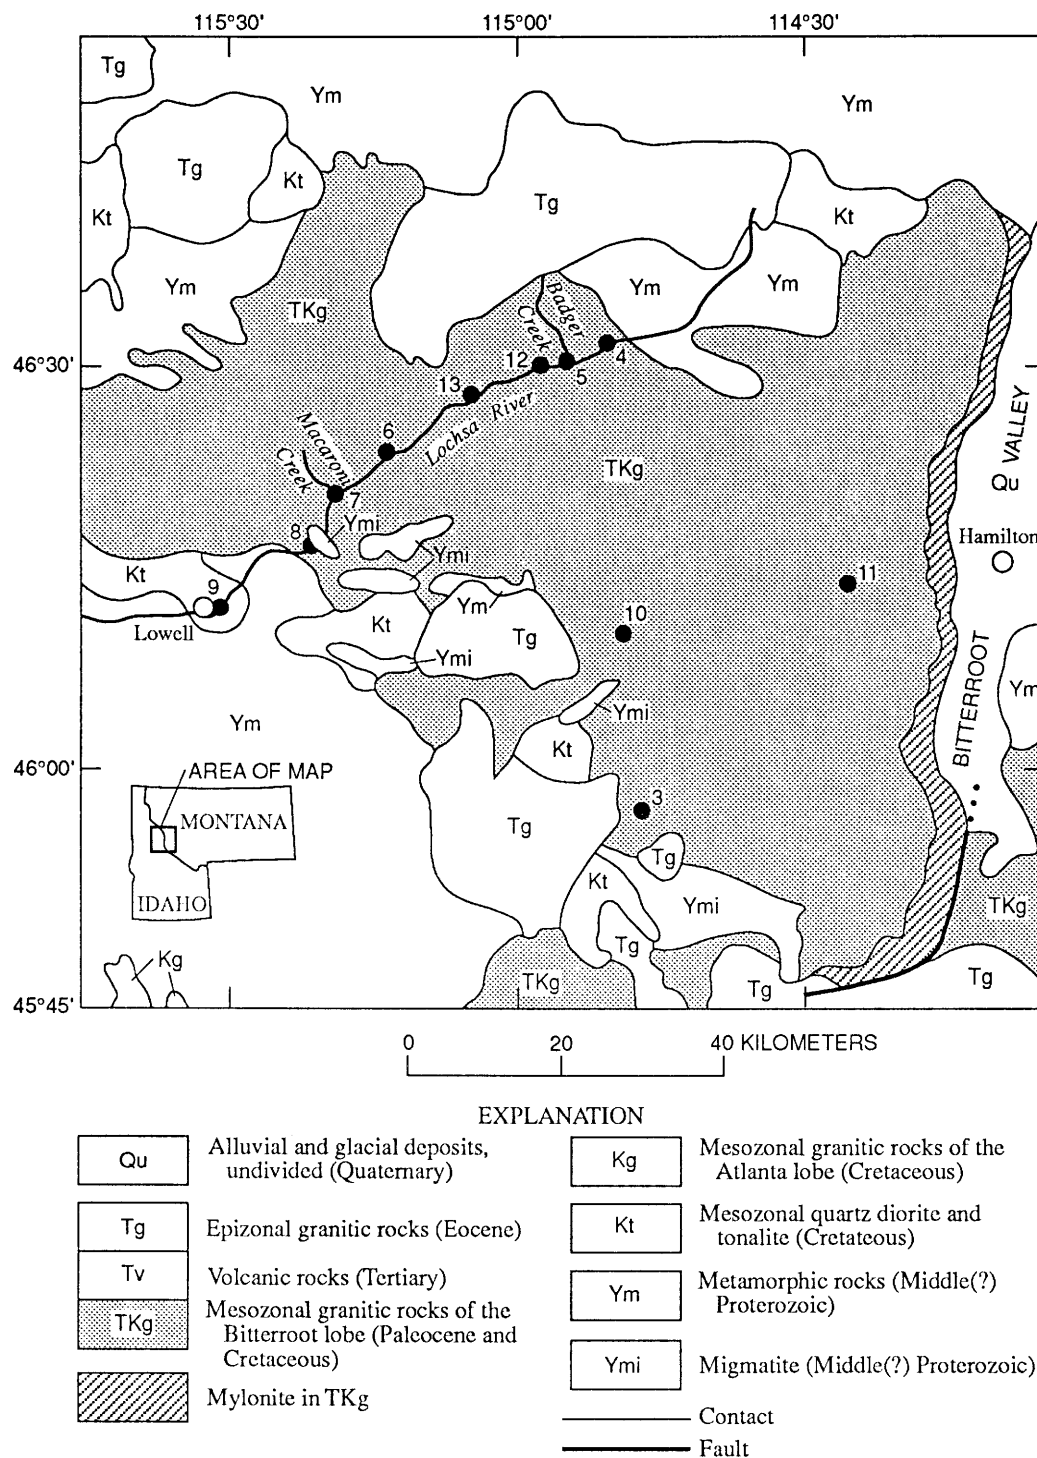 115°30' 115°00' 114°30'
Tg
Ym
Ym
Tg
Kt
Tg
Kt
Kt
Ym
Ym
Ym
TKg
Badger
Creek
46°30'
12
5
4
13
Lochsa River
6
Macaroni
Creek
7
TKg
VALLEY
Qu
8
Ymi
Ymi
Hamilton
Kt
9
Lowell
Ym
11
10
Kt
Tg
Ymi
BITTERROOT
Ym
Ymi
Ym
Kt
46°00'
AREA OF MAP
MONTANA
IDAHO
3
Tg
Tg
Kt
Ymi
TKg
Tg
Kg
TKg
Tg
Tg
45°45'
0 20 40 KILOMETERS
EXPLANATION
Qu Alluvial and glacial deposits,
undivided (Quaternary)
Tg Epizonal granitic rocks (Eocene)
Tv Volcanic rocks (Tertiary)
TKg Mesozonal granitic rocks of the
Bitterroot lobe (Paleocene and
Cretaceous)
Mylonite in TKg
Kg Mesozonal granitic rocks of the
Atlanta lobe (Cretaceous)
Kt Mesozonal quartz diorite and
tonalite (Cretateous)
Ym Metamorphic rocks (Middle(?)
Proterozoic)
Ymi Migmatite (Middle(?) Proterozoic)
Contact
Fault